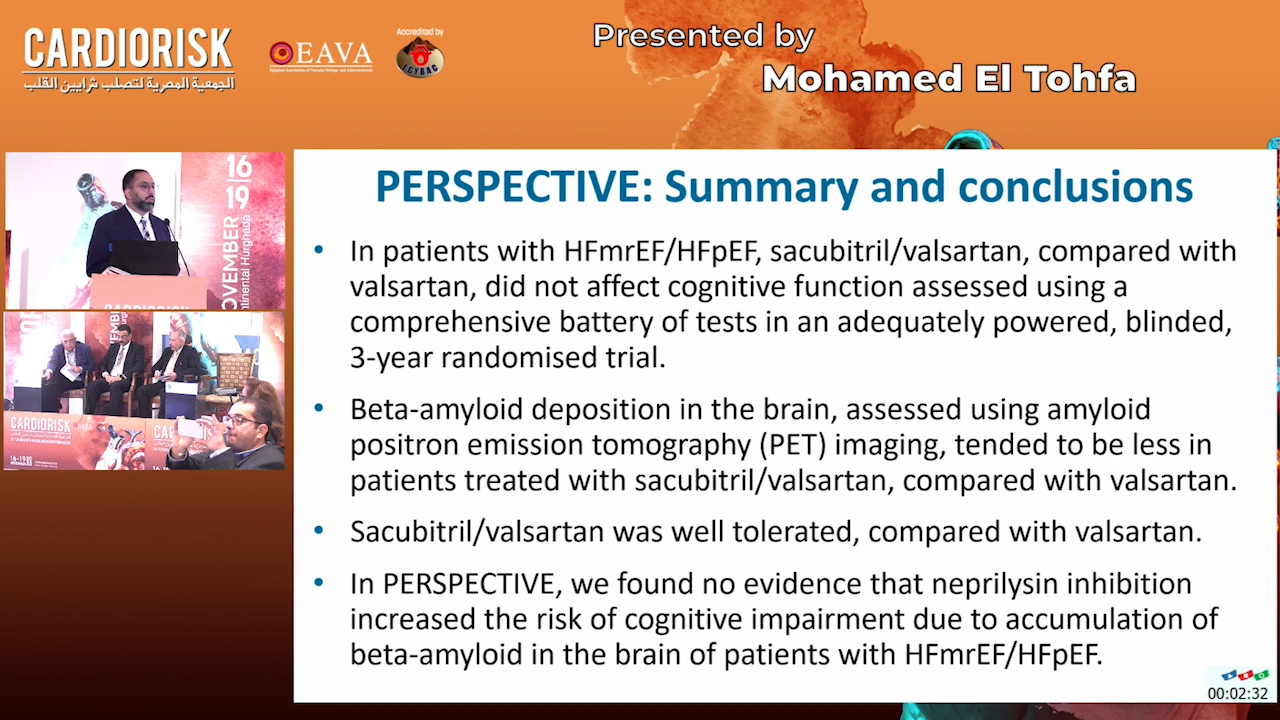 CARDIORISK
الجمعية المصرية لتصلب شرايين القلب
EAVA
Accredited by
EGYBAC
Presented by
Mohamed El Tohfa
16
19
NOVEMBER
Hurghada
CARDIORISK
CARDIORISK
16-19
PERSPECTIVE: Summary and conclusions
• In patients with HFmrEF/HFpEF, sacubitril/valsartan, compared with
valsartan, did not affect cognitive function assessed using a
comprehensive battery of tests in an adequately powered, blinded,
3-year randomised trial.
• Beta-amyloid deposition in the brain, assessed using amyloid
positron emission tomography (PET) imaging, tended to be less in
patients treated with sacubitril/valsartan, compared with valsartan.
• Sacubitril/valsartan was well tolerated, compared with valsartan.
• In PERSPECTIVE, we found no evidence that neprilysin inhibition
increased the risk of cognitive impairment due to accumulation of
beta-amyloid in the brain of patients with HFmrEF/HFpEF.
00:02:32